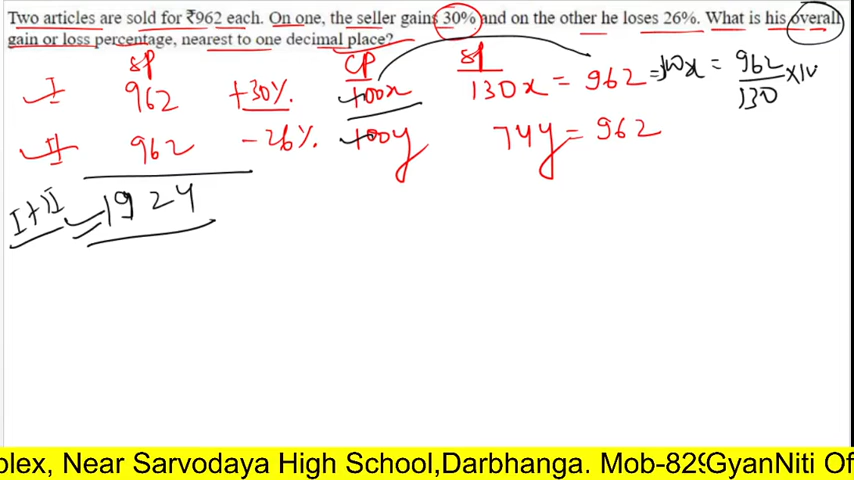 Two articles are sold for ₹962 each. On one, the seller gains 30% and on the other he loses 26%. What is his overall
gain or loss percentage, nearest to one decimal place?
SP CP SP
I 962 +30% 100x 130x = 962 = 100x = 962/130 × 10
II 962 -26% 100y 74y = 962
I+II 1924
plex, Near Sarvodaya High School,Darbhanga. Mob-829GyanNiti Of